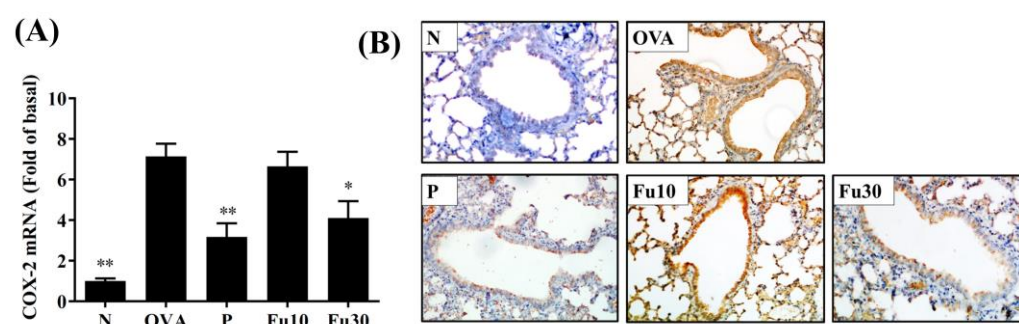 (A)
COX-2 mRNA (Fold of basal)
10
8
6
4
2
0
**
**
*
N OVA P Fu10 Fu30
(B)
N OVA
P Fu10 Fu30